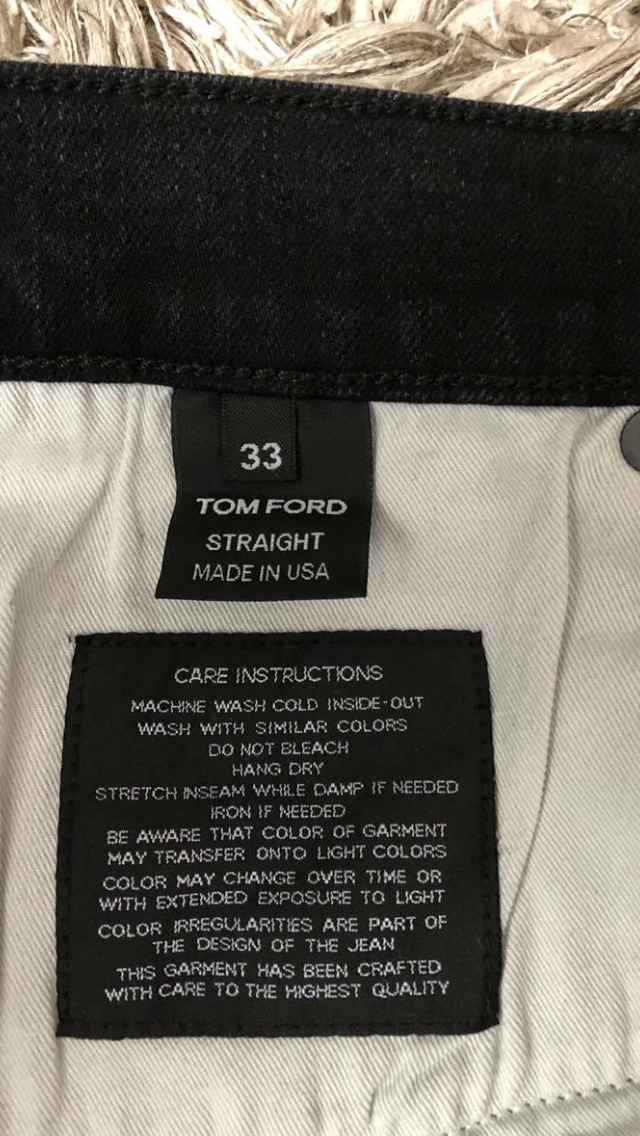 33
TOM FORD
STRAIGHT
MADE IN USA
CARE INSTRUCTIONS
MACHINE WASH COLD INSIDE-OUT
WASH WITH SIMILAR COLORS
DO NOT BLEACH
HANG DRY
STRETCH INSEAM WHILE DAMP IF NEEDED
IRON IF NEEDED
BE AWARE THAT COLOR OF GARMENT
MAY TRANSFER ONTO LIGHT COLORS
COLOR MAY CHANGE OVER TIME OR
WITH EXTENDED EXPOSURE TO LIGHT
COLOR IRREGULARITIES ARE PART OF
THE DESIGN OF THE JEAN
THIS GARMENT HAS BEEN CRAFTED
WITH CARE TO THE HIGHEST QUALITY